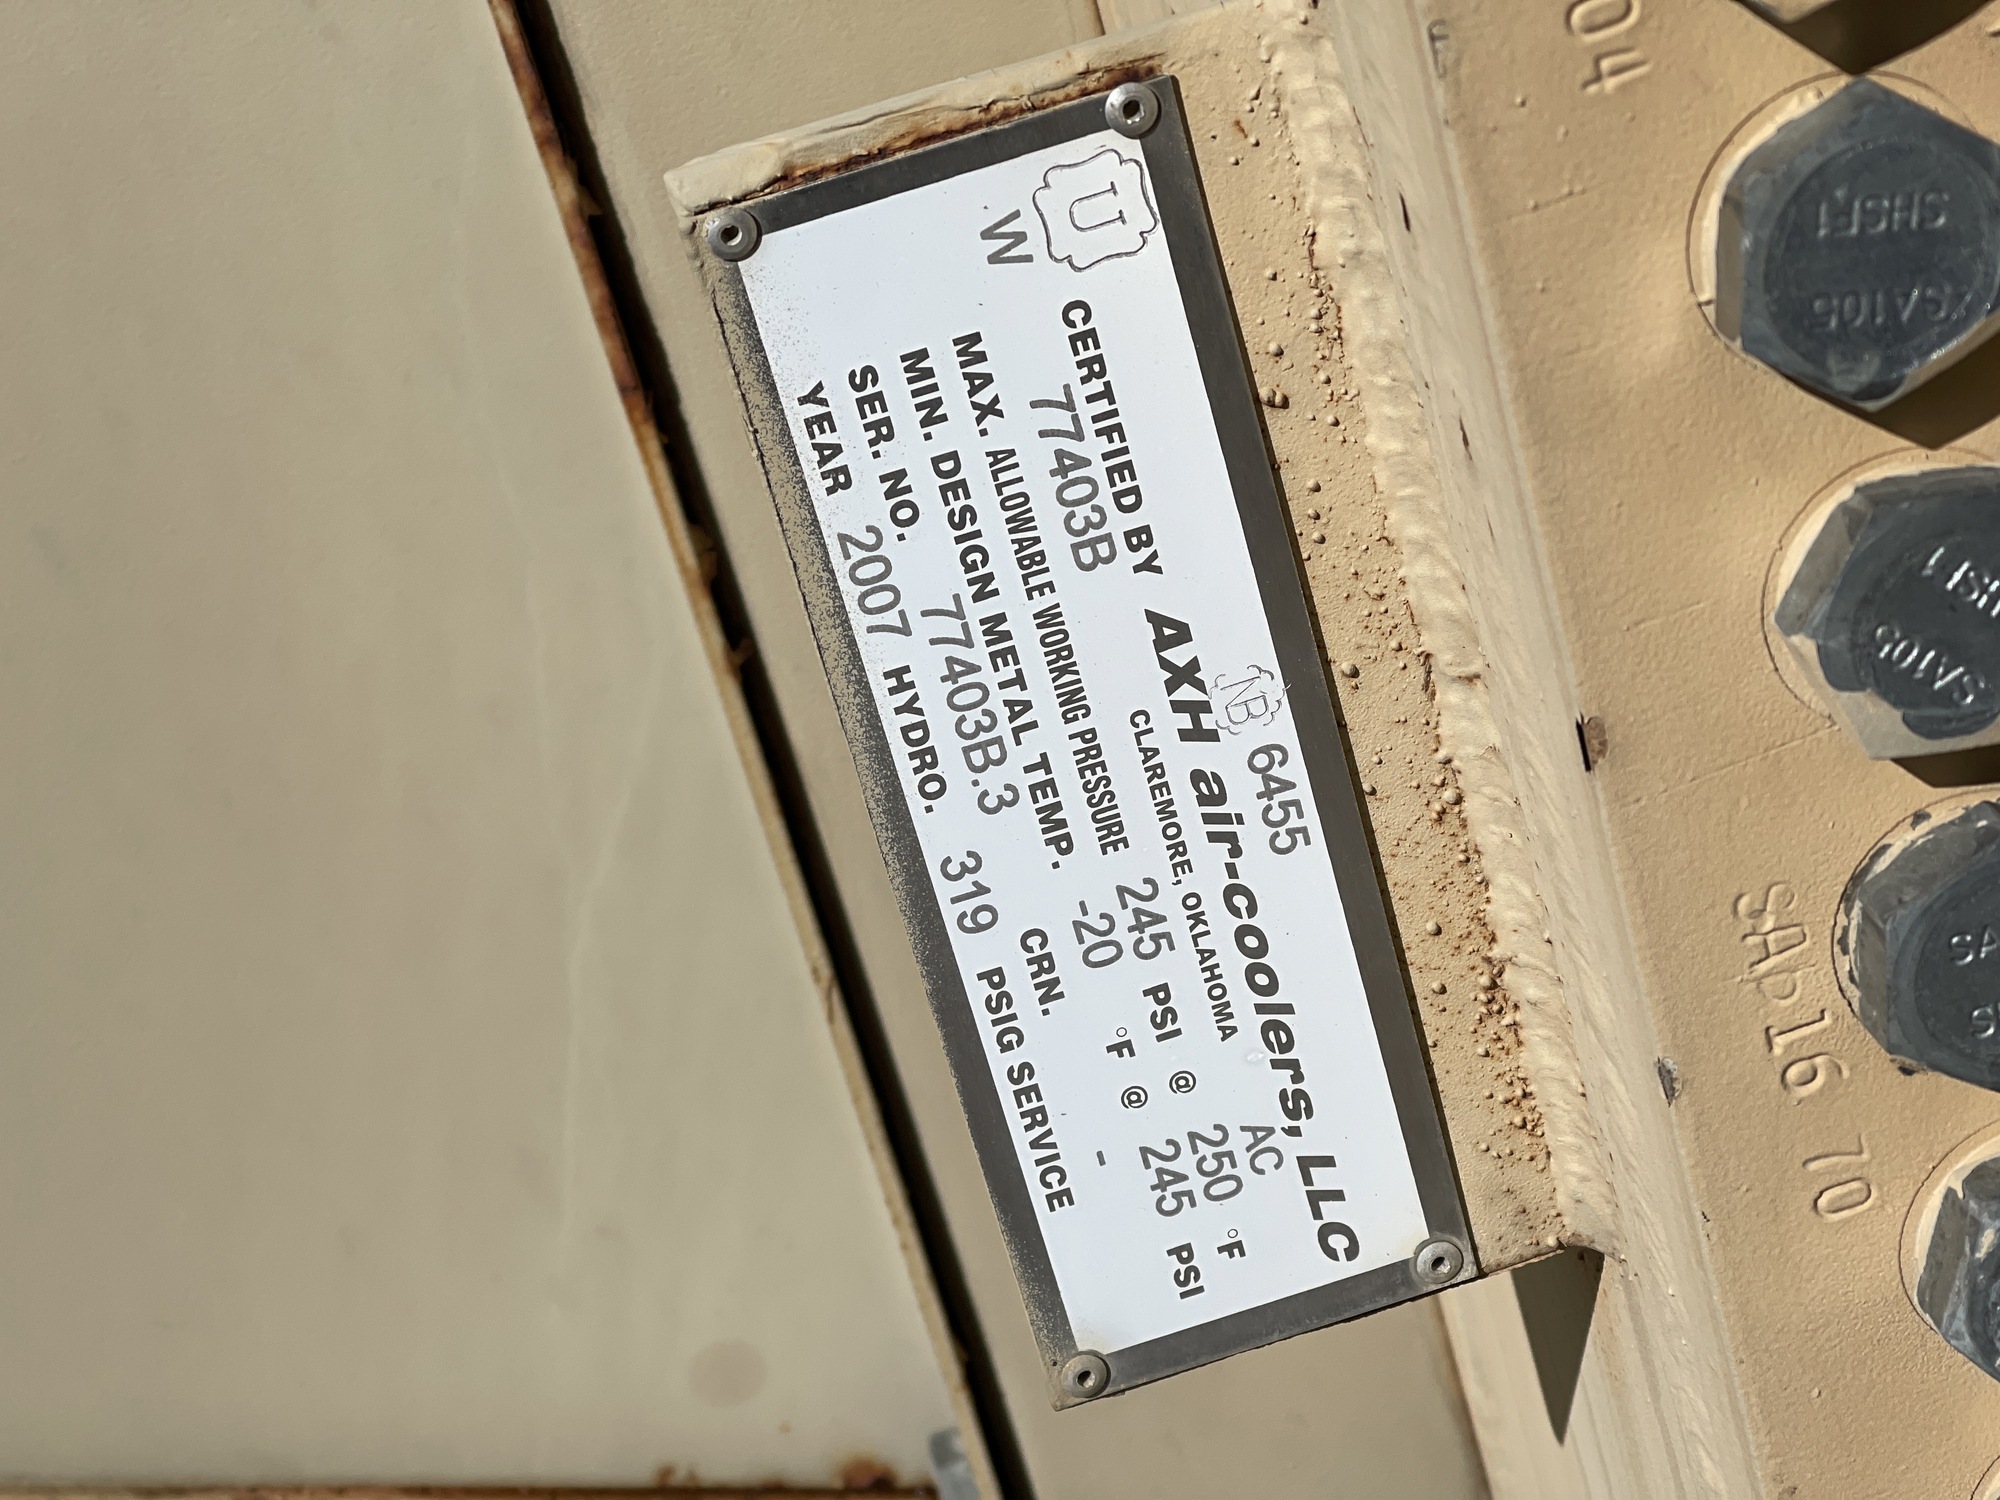 U
W
NB 6455
CERTIFIED BY AXH air-coolers, LLC
77403B CLAREMORE, OKLAHOMA AC
MAX. ALLOWABLE WORKING PRESSURE 245 PSI @ 250 °F
MIN. DESIGN METAL TEMP. -20 °F @ 245 PSI
SER. NO. 77403B.3 CRN. -
YEAR 2007 HYDRO. 319 PSIG SERVICE
04
SHSF1
SA105
SA105
SA516 70